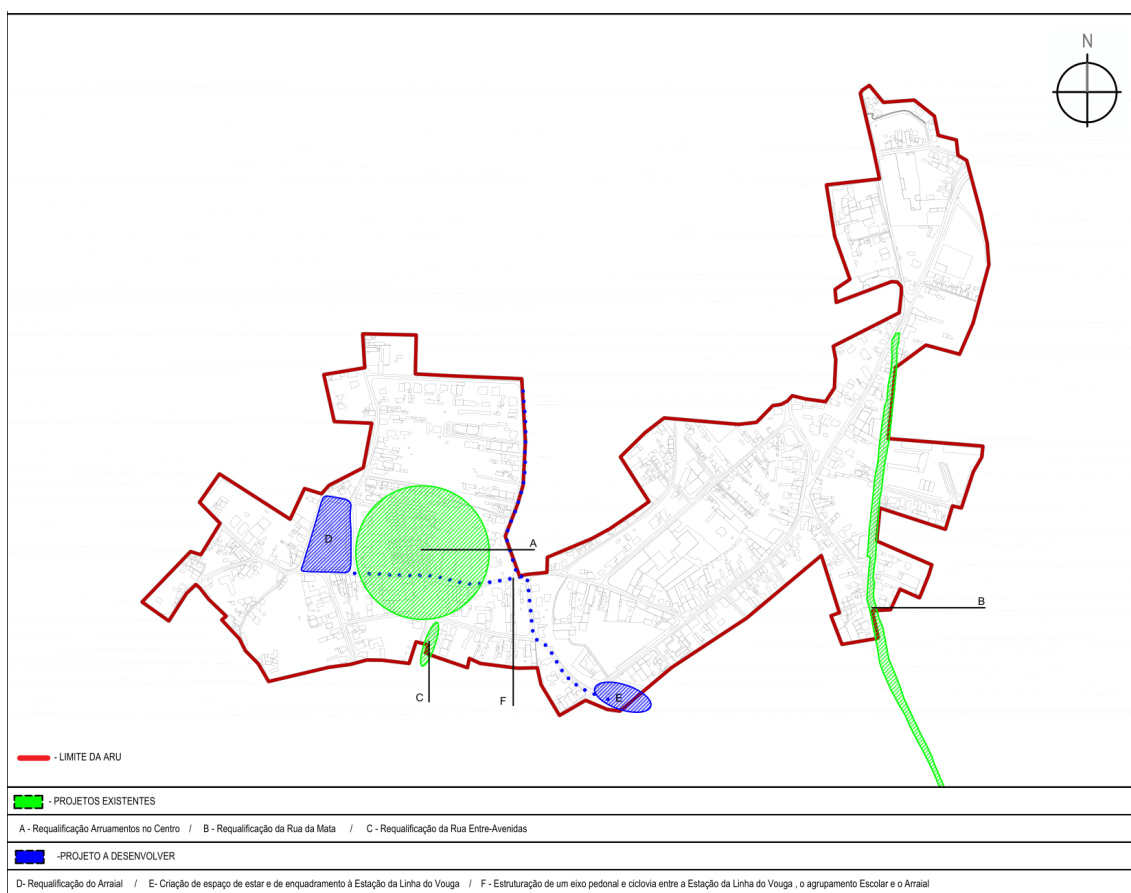 N
D
A
B
E
C
F
- LIMITE DA ARU
- PROJETOS EXISTENTES
A - Requalificação Arruamentos no Centro / B - Requalificação da Rua da Mata / C - Requalificação da Rua Entre-Avenidas
-PROJETO A DESENVOLVER
D- Requalificação do Arraial / E- Criação de espaço de estar e de enquadramento à Estação da Linha do Vouga / F - Estruturação de um eixo pedonal e ciclovia entre a Estação da Linha do Vouga , o agrupamento Escolar e o Arraial